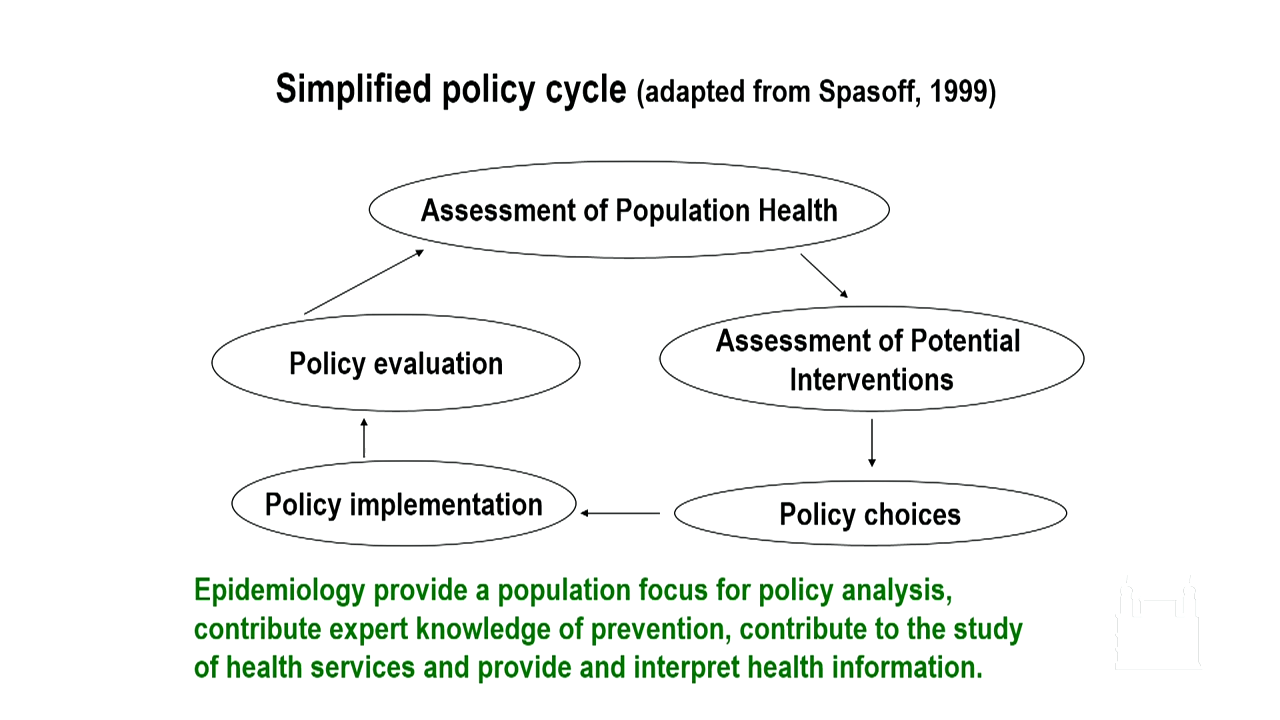 Simplified policy cycle (adapted from Spasoff, 1999)
Assessment of Population Health
Assessment of Potential
Interventions
Policy evaluation
Policy implementation
Policy choices
Epidemiology provide a population focus for policy analysis,
contribute expert knowledge of prevention, contribute to the study
of health services and provide and interpret health information.